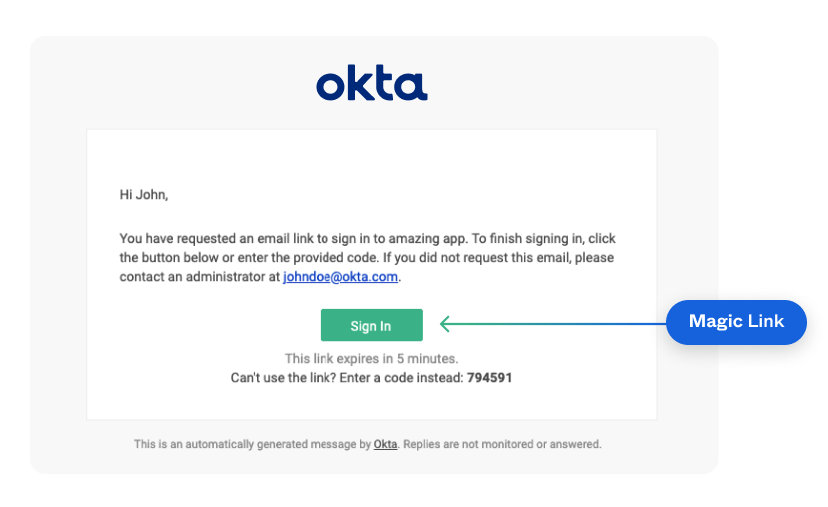 okta
Hi John,
You have requested an email link to sign in to amazing app. To finish signing in, click
the button below or enter the provided code. If you did not request this email, please
contact an administrator at johndoe@okta.com.
Sign In
Magic Link
This link expires in 5 minutes.
Can't use the link? Enter a code instead: 794591
This is an automatically generated message by Okta. Replies are not monitored or answered.